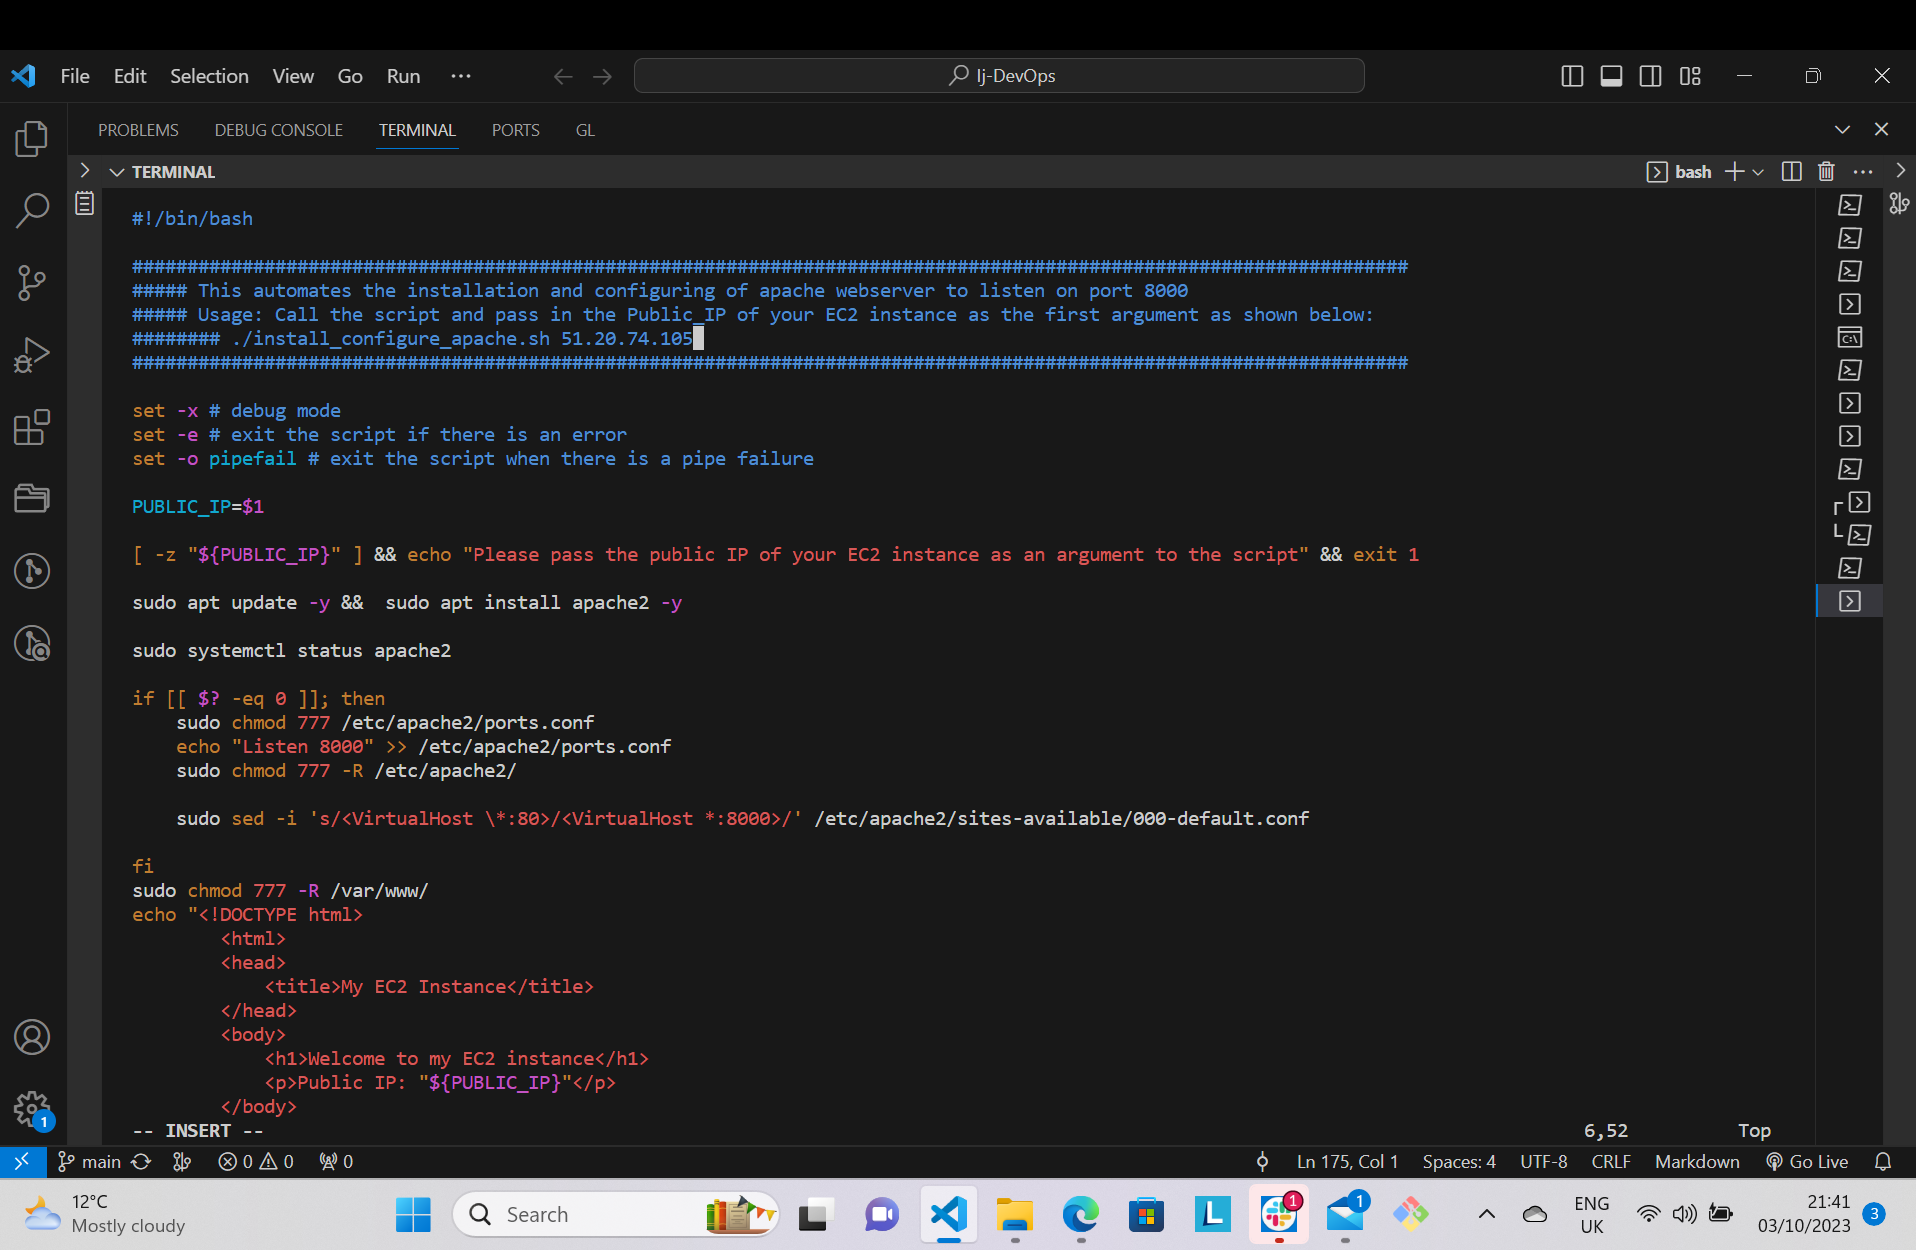 File Edit Selection View Go Run ··· lj-DevOps
PROBLEMS DEBUG CONSOLE TERMINAL PORTS GL
TERMINAL bash
#!/bin/bash
####################################################################################################################
##### This automates the installation and configuring of apache webserver to listen on port 8000
##### Usage: Call the script and pass in the Public_IP of your EC2 instance as the first argument as shown below:
######## ./install_configure_apache.sh 51.20.74.105
####################################################################################################################
set -x # debug mode
set -e # exit the script if there is an error
set -o pipefail # exit the script when there is a pipe failure
PUBLIC_IP=$1
[ -z "${PUBLIC_IP}" ] && echo "Please pass the public IP of your EC2 instance as an argument to the script" && exit 1
sudo apt update -y &&  sudo apt install apache2 -y
sudo systemctl status apache2
if [[ $? -eq 0 ]]; then
    sudo chmod 777 /etc/apache2/ports.conf
    echo "Listen 8000" >> /etc/apache2/ports.conf
    sudo chmod 777 -R /etc/apache2/
    sudo sed -i 's/<VirtualHost \*:80>/<VirtualHost *:8000>/' /etc/apache2/sites-available/000-default.conf
fi
sudo chmod 777 -R /var/www/
echo "<!DOCTYPE html>
        <html>
        <head>
            <title>My EC2 Instance</title>
        </head>
        <body>
            <h1>Welcome to my EC2 instance</h1>
            <p>Public IP: "${PUBLIC_IP}"</p>
        </body>
-- INSERT -- 6,52 Top
main 0 0 0 Ln 175, Col 1 Spaces: 4 UTF-8 CRLF Markdown Go Live
1
12°C
Mostly cloudy
Search
L
1
1
ENG
UK
21:41
03/10/2023
3